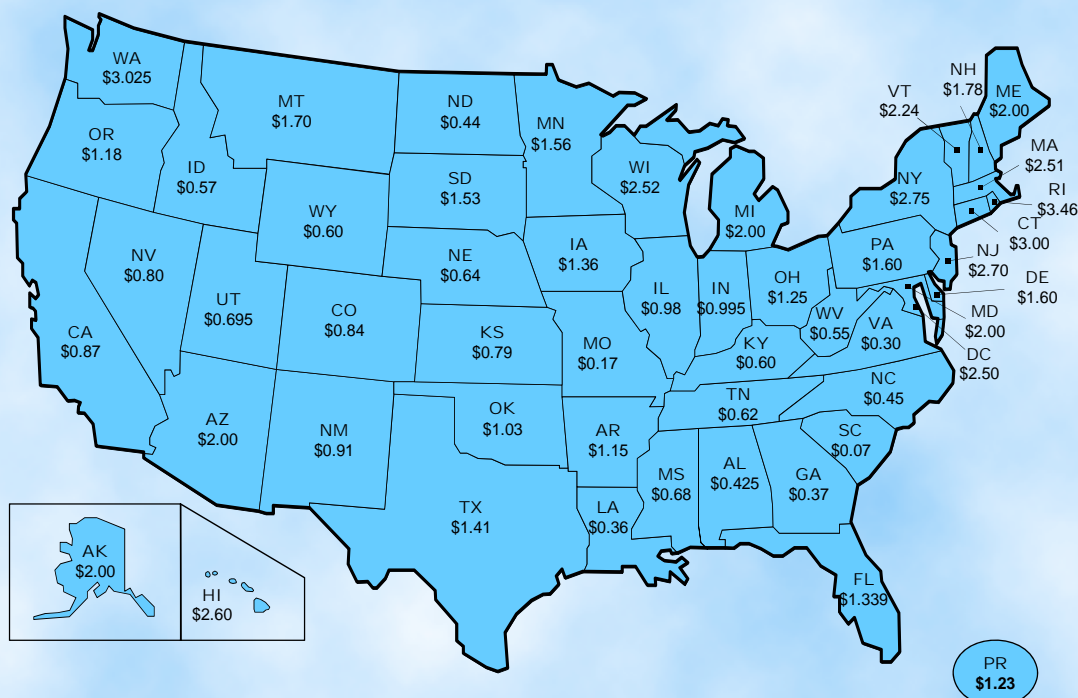 WA
$3.025
MT
$1.70
ND
$0.44
MN
$1.56
OR
$1.18
ID
$0.57
WY
$0.60
SD
$1.53
WI
$2.52
MI
$2.00
NY
$2.75
VT
$2.24
NH
$1.78
ME
$2.00
MA
$2.51
RI
$3.46
CT
$3.00
NJ
$2.70
DE
$1.60
MD
$2.00
DC
$2.50
PA
$1.60
NV
$0.80
UT
$0.695
CO
$0.84
NE
$0.64
IA
$1.36
IL
$0.98
IN
$0.995
OH
$1.25
WV
$0.55
VA
$0.30
CA
$0.87
KS
$0.79
MO
$0.17
KY
$0.60
NC
$0.45
TN
$0.62
SC
$0.07
AZ
$2.00
NM
$0.91
OK
$1.03
AR
$1.15
MS
$0.68
AL
$0.425
GA
$0.37
TX
$1.41
LA
$0.36
FL
$1.339
AK
$2.00
HI
$2.60
PR
$1.23